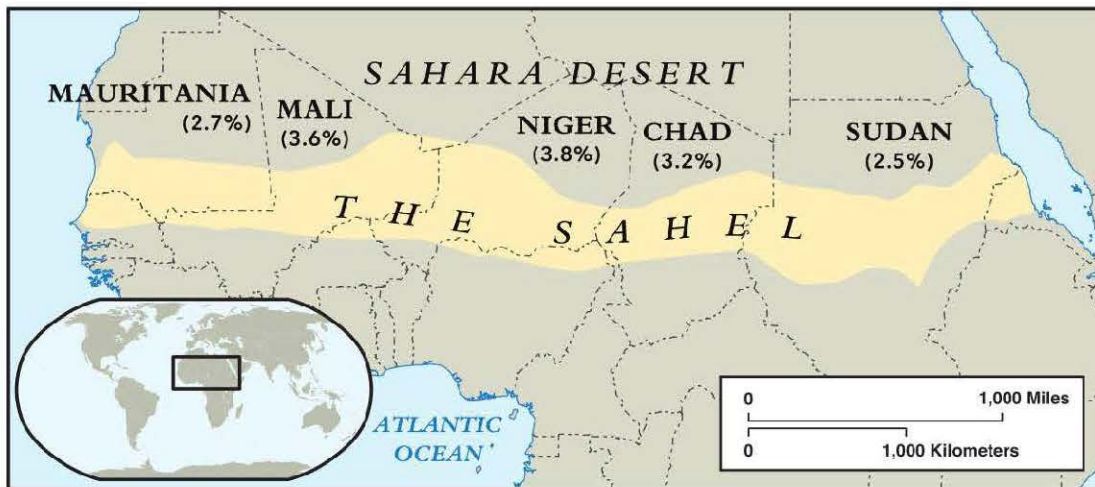 SAHARA DESERT
MAURITANIA
(2.7%)
MALI
(3.6%)
NIGER
(3.8%)
CHAD
(3.2%)
SUDAN
(2.5%)
THE SAHEL
ATLANTIC
OCEAN
0 1,000 Miles
0 1,000 Kilometers